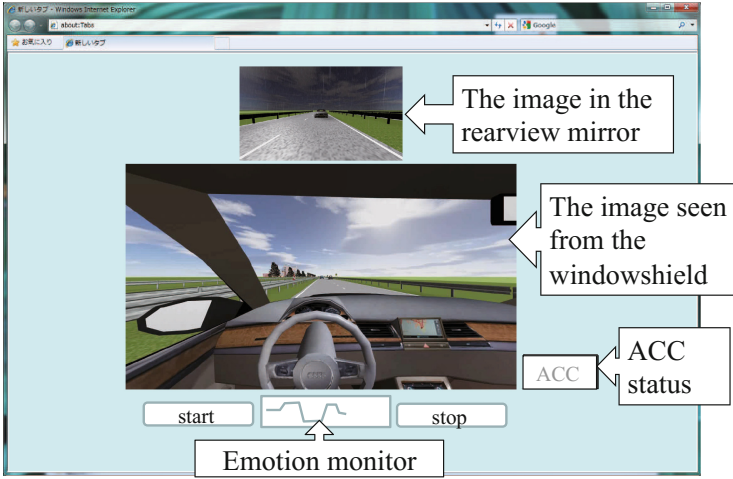 新しいタブ - Windows Internet Explorer
about:Tabs
Google
お気に入り
新しいタブ
The image in the
rearview mirror
The image seen
from the
windowshield
ACC
ACC
status
start
stop
Emotion monitor